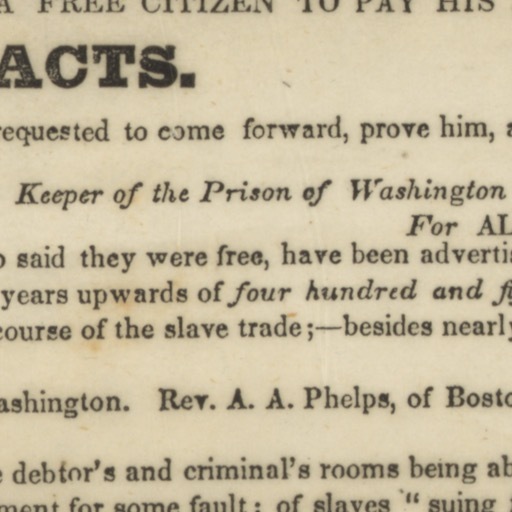 A FREE CITIZEN TO PAY HIS
ACTS.
requested to come forward, prove him,
Keeper of the Prison of Washington
For AL
said they were free, have been advertis
years upwards of four hundred and fi
course of the slave trade;—besides nearly
ashington. Rev. A. A. Phelps, of Bosto
debtor's and criminal's rooms being ab
ment for some fault; of slaves "suing